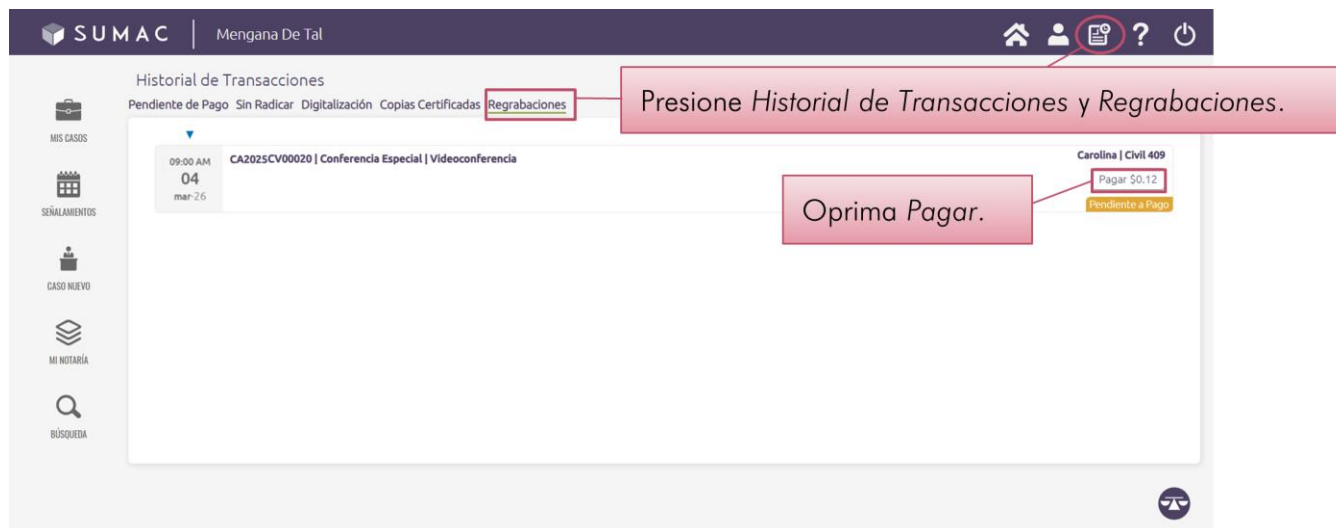 SUMAC | Mengana De Tal
?
Historial de Transacciones
Pendiente de Pago Sin Radicar Digitalización Copias Certificadas Regrabaciones
Presione Historial de Transacciones y Regrabaciones.
MIS CASOS
09:00 AM
04
mar-26
CA2025CV00020 | Conferencia Especial | Videoconferencia
Carolina | Civil 409
Pagar $0.12
Pendiente a Pago
Oprima Pagar.
SEÑALAMIENTOS
CASO NUEVO
MI NOTARÍA
BÚSQUEDA